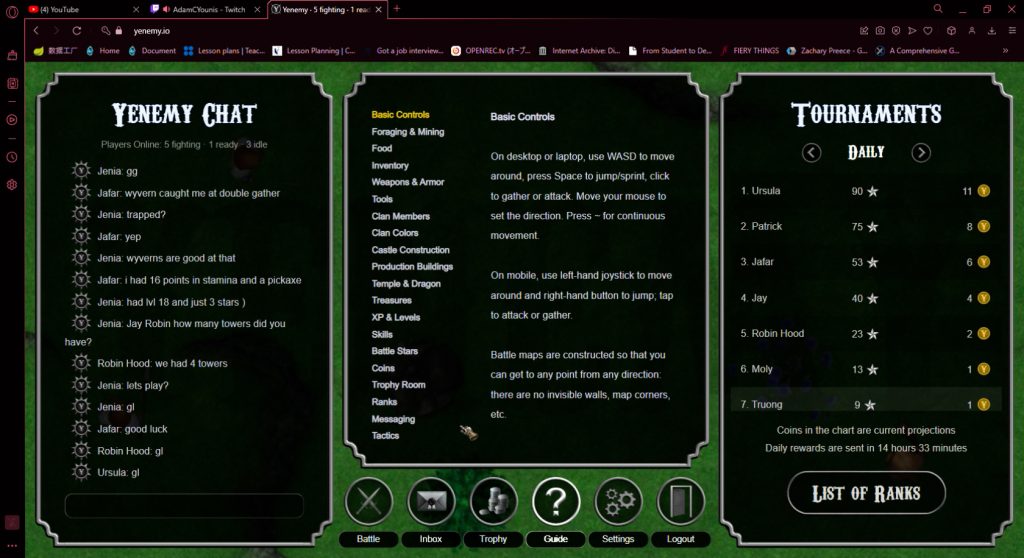 (4) YouTube
AdamCYounis - Twitch
Yenemy - 5 fighting - 1 read
yenemy.io
数据工厂
Home
Document
Lesson plans | Teac...
Lesson Planning | C...
Got a job interview...
OPENREC.tv (オープ...
Internet Archive: Di...
From Student to De...
FIERY THINGS
Zachary Preece - G...
A Comprehensive G...
Yenemy Chat
Players Online: 5 fighting · 1 ready · 3 idle
Jenia: gg
Jafar: wyvern caught me at double gather
Jenia: trapped?
Jafar: yep
Jenia: wyverns are good at that
Jafar: i had 16 points in stamina and a pickaxe
Jenia: had lvl 18 and just 3 stars )
Jenia: Jay Robin how many towers did you
have?
Robin Hood: we had 4 towers
Jenia: lets play?
Jenia: gl
Jafar: good luck
Robin Hood: gl
Ursula: gl
Basic Controls
Foraging & Mining
Food
Inventory
Weapons & Armor
Tools
Clan Members
Clan Colors
Castle Construction
Production Buildings
Temple & Dragon
Treasures
XP & Levels
Skills
Battle Stars
Coins
Trophy Room
Ranks
Messaging
Tactics
Basic Controls
On desktop or laptop, use WASD to move
around, press Space to jump/sprint, click
to gather or attack. Move your mouse to
set the direction. Press ~ for continuous
movement.
On mobile, use left-hand joystick to move
around and right-hand button to jump; tap
to attack or gather.
Battle maps are constructed so that you
can get to any point from any direction:
there are no invisible walls, map corners,
etc.
Battle
Inbox
Trophy
Guide
Settings
Logout
Tournaments
Daily
1. Ursula 90 11
2. Patrick 75 8
3. Jafar 53 6
4. Jay 40 4
5. Robin Hood 23 2
6. Moly 13 1
7. Truong 9 1
Coins in the chart are current projections
Daily rewards are sent in 14 hours 33 minutes
List of Ranks